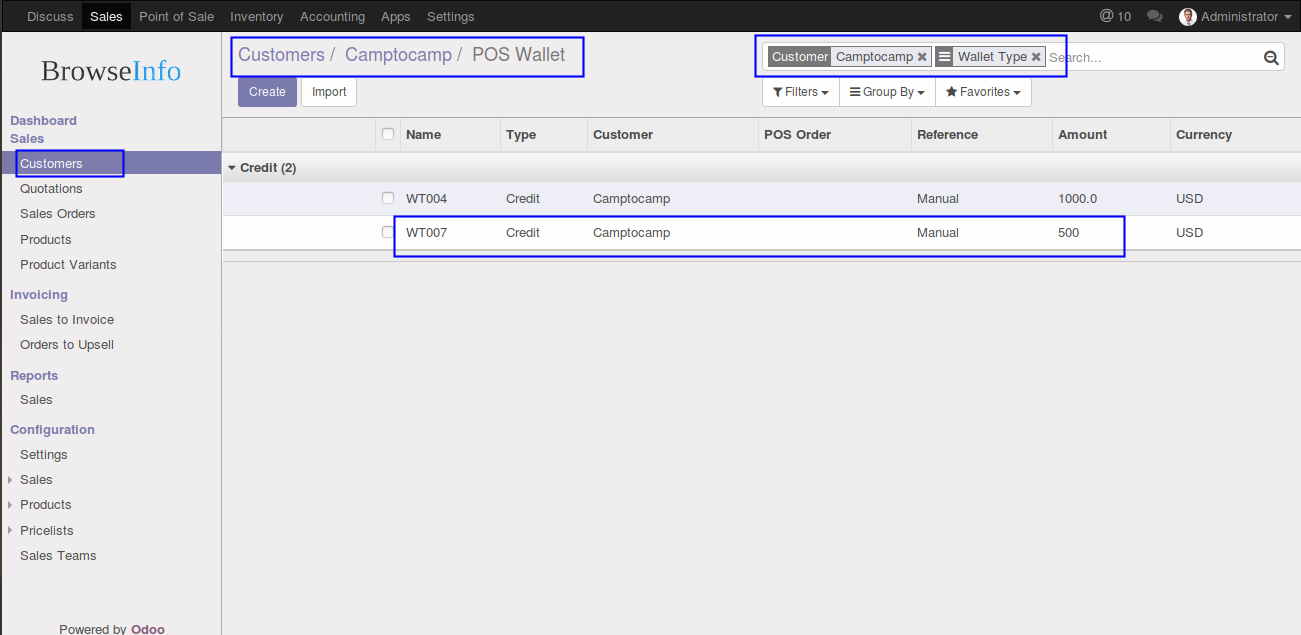 Discuss Sales Point of Sale Inventory Accounting Apps Settings @ 10 Administrator
BrowseInfo
Dashboard
Sales
Customers
Quotations
Sales Orders
Products
Product Variants
Invoicing
Sales to Invoice
Orders to Upsell
Reports
Sales
Configuration
Settings
Sales
Products
Pricelists
Sales Teams
Powered by Odoo
Customers / Camptocamp / POS Wallet
Customer Camptocamp ✖ Wallet Type ✖ Search...
Create Import
Filters Group By Favorites
Name Type Customer POS Order Reference Amount Currency
Credit (2)
WT004 Credit Camptocamp Manual 1000.0 USD
WT007 Credit Camptocamp Manual 500 USD